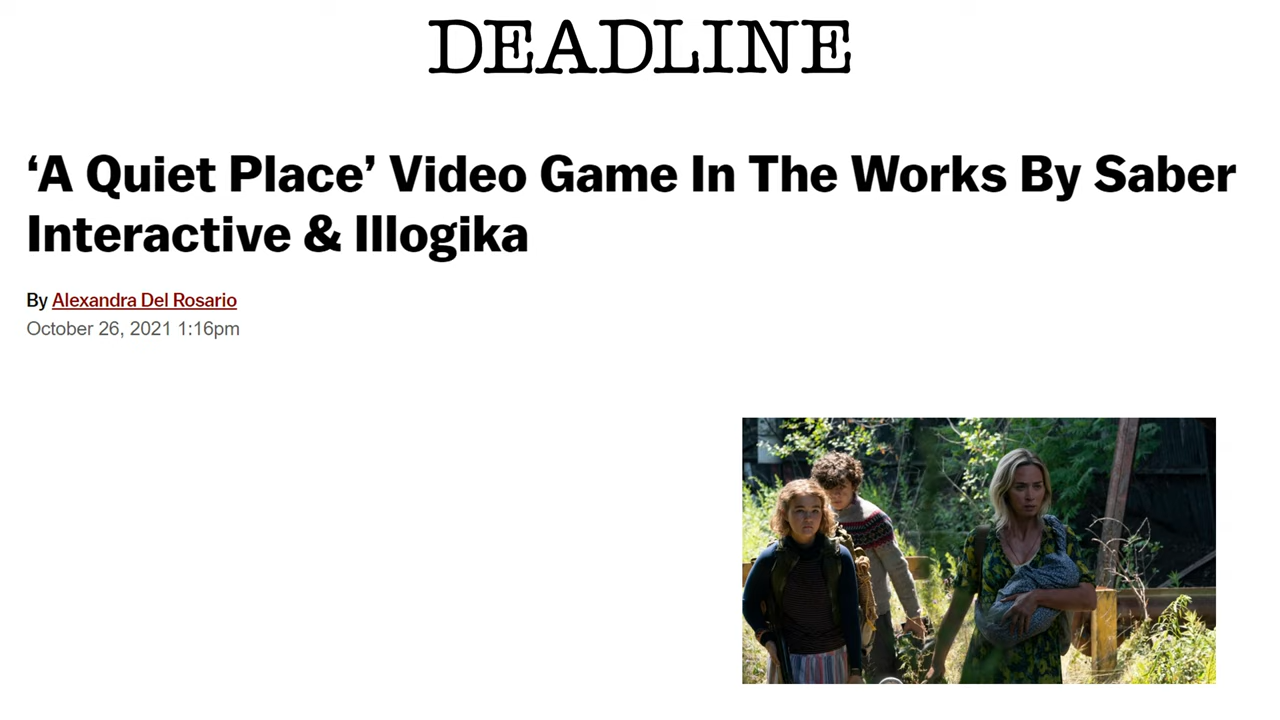 DEADLINE
‘A Quiet Place’ Video Game In The Works By Saber
Interactive & Illogika
By Alexandra Del Rosario
October 26, 2021 1:16pm